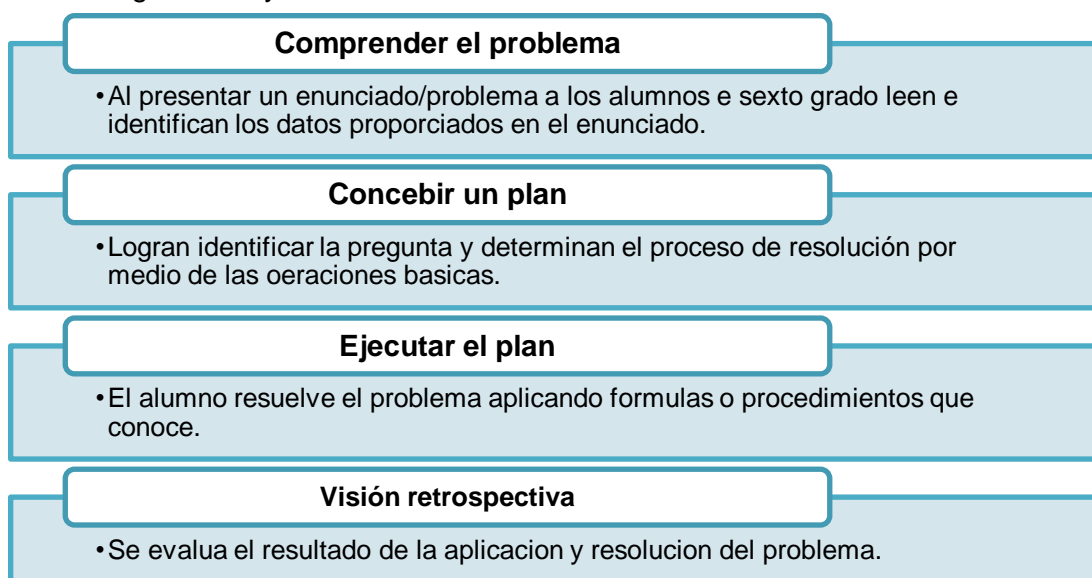 Comprender el problema
•Al presentar un enunciado/problema a los alumnos e sexto grado leen e
identifican los datos proporciados en el enunciado.
Concebir un plan
•Logran identificar la pregunta y determinan el proceso de resolución por
medio de las oeraciones basicas.
Ejecutar el plan
•El alumno resuelve el problema aplicando formulas o procedimientos que
conoce.
Visión retrospectiva
•Se evalua el resultado de la aplicacion y resolucion del problema.